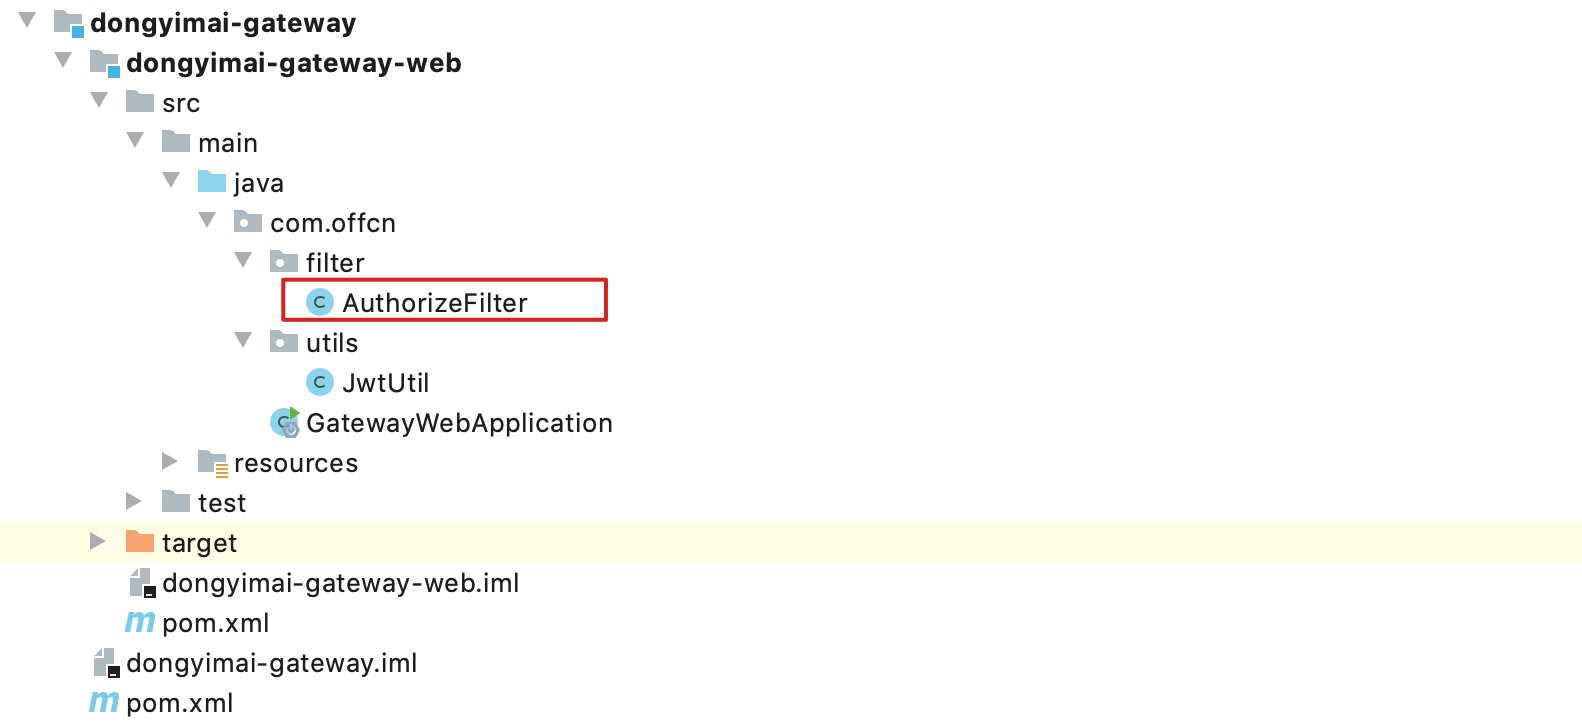 dongyimai-gateway
dongyimai-gateway-web
src
main
java
com.offcn
filter
C AuthorizeFilter
utils
C JwtUtil
C GatewayWebApplication
resources
test
target
dongyimai-gateway-web.iml
m pom.xml
dongyimai-gateway.iml
m pom.xml